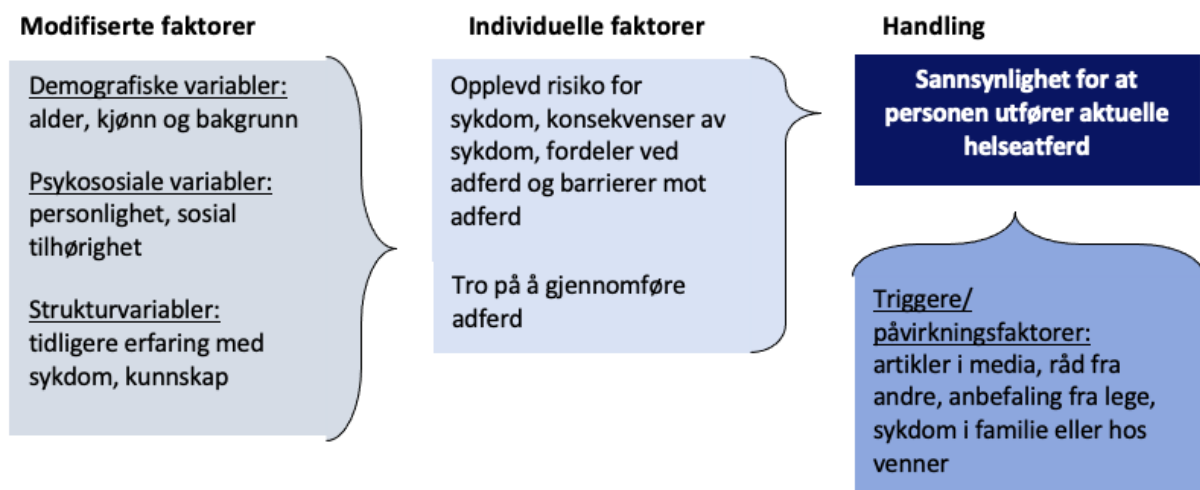 Modifiserte faktorer
Demografiske variabler:
alder, kjønn og bakgrunn
Psykososiale variabler:
personlighet, sosial
tilhørighet
Strukturvariabler:
tidligere erfaring med
sykdom, kunnskap
Individuelle faktorer
Opplevd risiko for
sykdom, konsekvenser av
sykdom, fordeler ved
adferd og barrierer mot
adferd
Tro på å gjennomføre
adferd
Handling
Sannsynlighet for at
personen utfører aktuelle
helseatferd
Triggere/
påvirkningsfaktorer:
artikler i media, råd fra
andre, anbefaling fra lege,
sykdom i familie eller hos
venner